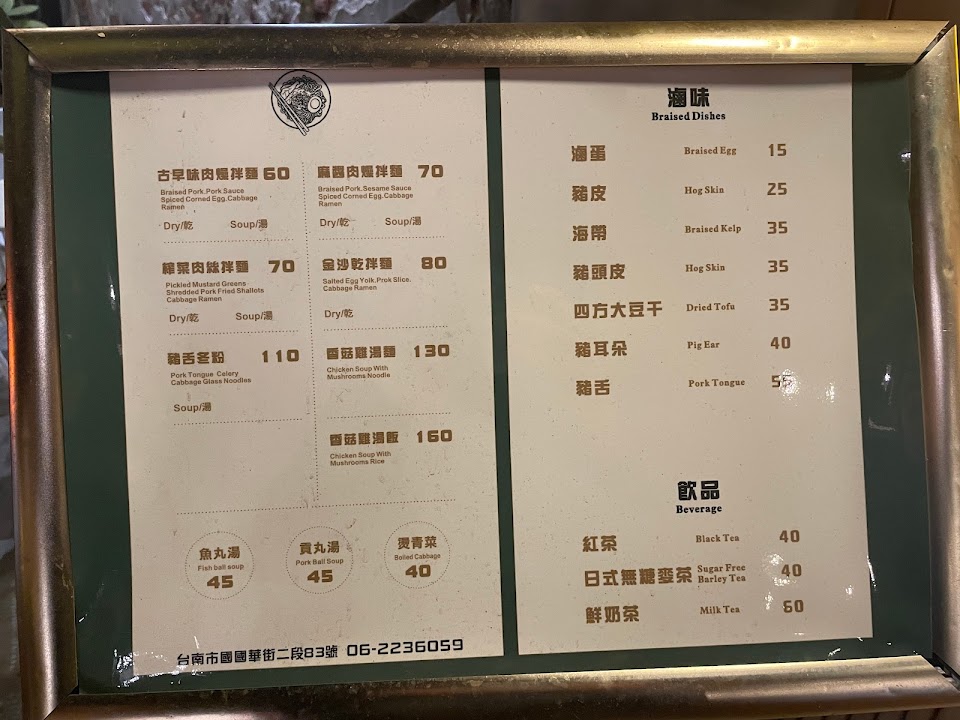 古早味肉燥拌麵 60
Braised Pork.Pork Sauce
Spiced Corned Egg.Cabbage
Ramen
Dry/乾 Soup/湯
榨菜肉絲拌麵 70
Pickled Mustard Greens
Shredded Pork Fried Shallots
Cabbage Ramen
Dry/乾 Soup/湯
豬舌冬粉 110
Pork Tongue Celery
Cabbage Glass Noodles
Soup/湯
麻醬肉燥拌麵 70
Braised Pork.Sesame Sauce
Spiced Corned Egg.Cabbage
Ramen
Dry/乾 Soup/湯
金沙乾拌麵 80
Salted Egg Yolk.Prok Slice.
Cabbage Ramen
Dry/乾
香菇雞湯麵 130
Chicken Soup With
Mushrooms Noodle
香菇雞湯飯 160
Chicken Soup With
Mushrooms Rice
魚丸湯
Fish ball soup
45
貢丸湯
Pork Ball Soup
45
燙青菜
Boiled Cabbage
40
台南市國國華街二段83號 06-2236059
滷味
Braised Dishes
滷蛋 Braised Egg 15
豬皮 Hog Skin 25
海帶 Braised Kelp 35
豬頭皮 Hog Skin 35
四方大豆干 Dried Tofu 35
豬耳朵 Pig Ear 40
豬舌 Pork Tongue 55
飲品
Beverage
紅茶 Black Tea 40
日式無糖麥茶 Sugar Free Barley Tea 40
鮮奶茶 Milk Tea 60